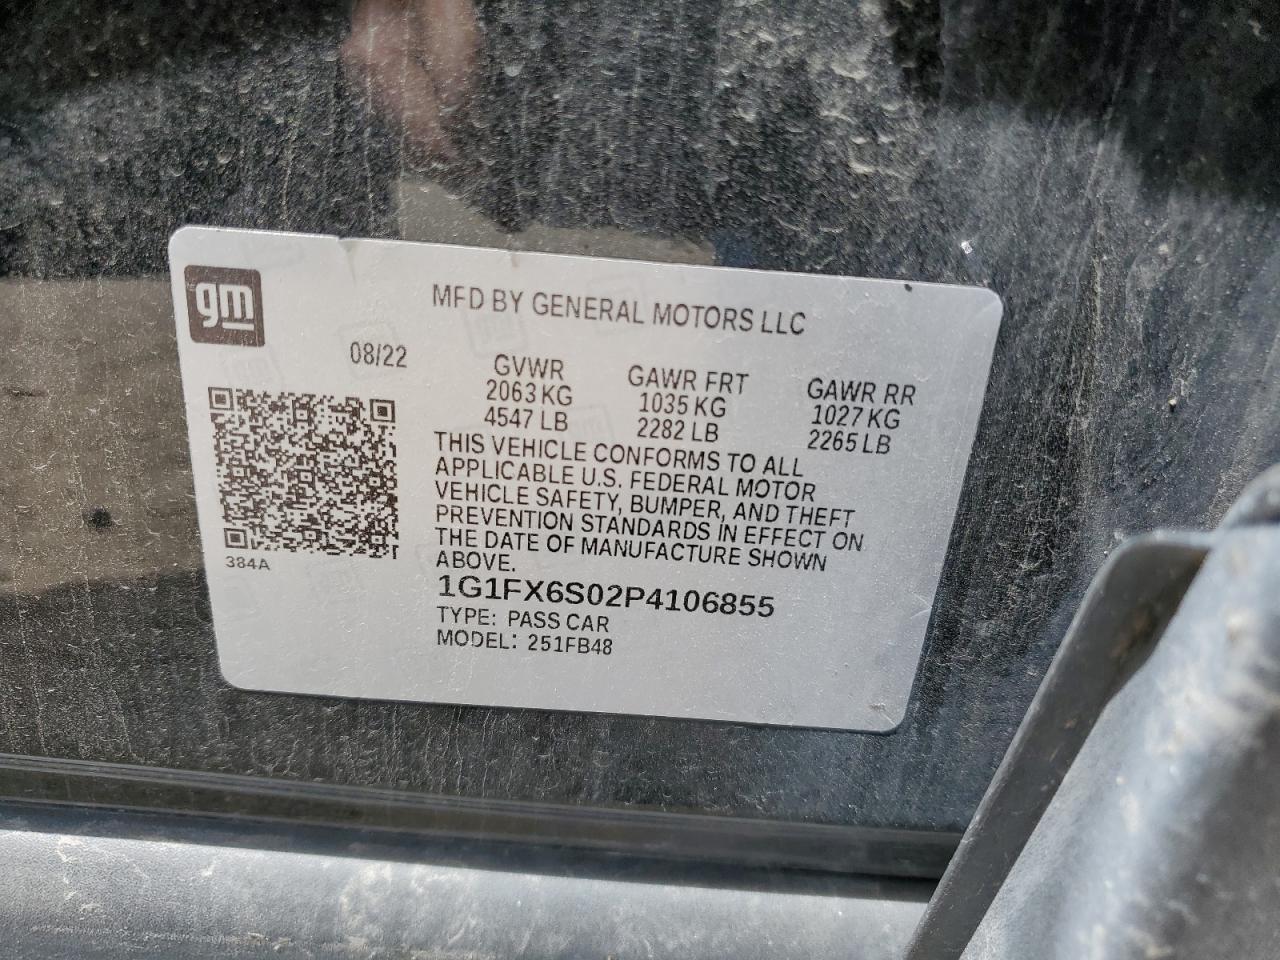 gm
MFD BY GENERAL MOTORS LLC
08/22
GVWR
2063 KG
4547 LB
GAWR FRT
1035 KG
2282 LB
GAWR RR
1027 KG
2265 LB
THIS VEHICLE CONFORMS TO ALL
APPLICABLE U.S. FEDERAL MOTOR
VEHICLE SAFETY, BUMPER, AND THEFT
PREVENTION STANDARDS IN EFFECT ON
THE DATE OF MANUFACTURE SHOWN
ABOVE.
384A
1G1FX6S02P4106855
TYPE: PASS CAR
MODEL: 251FB48